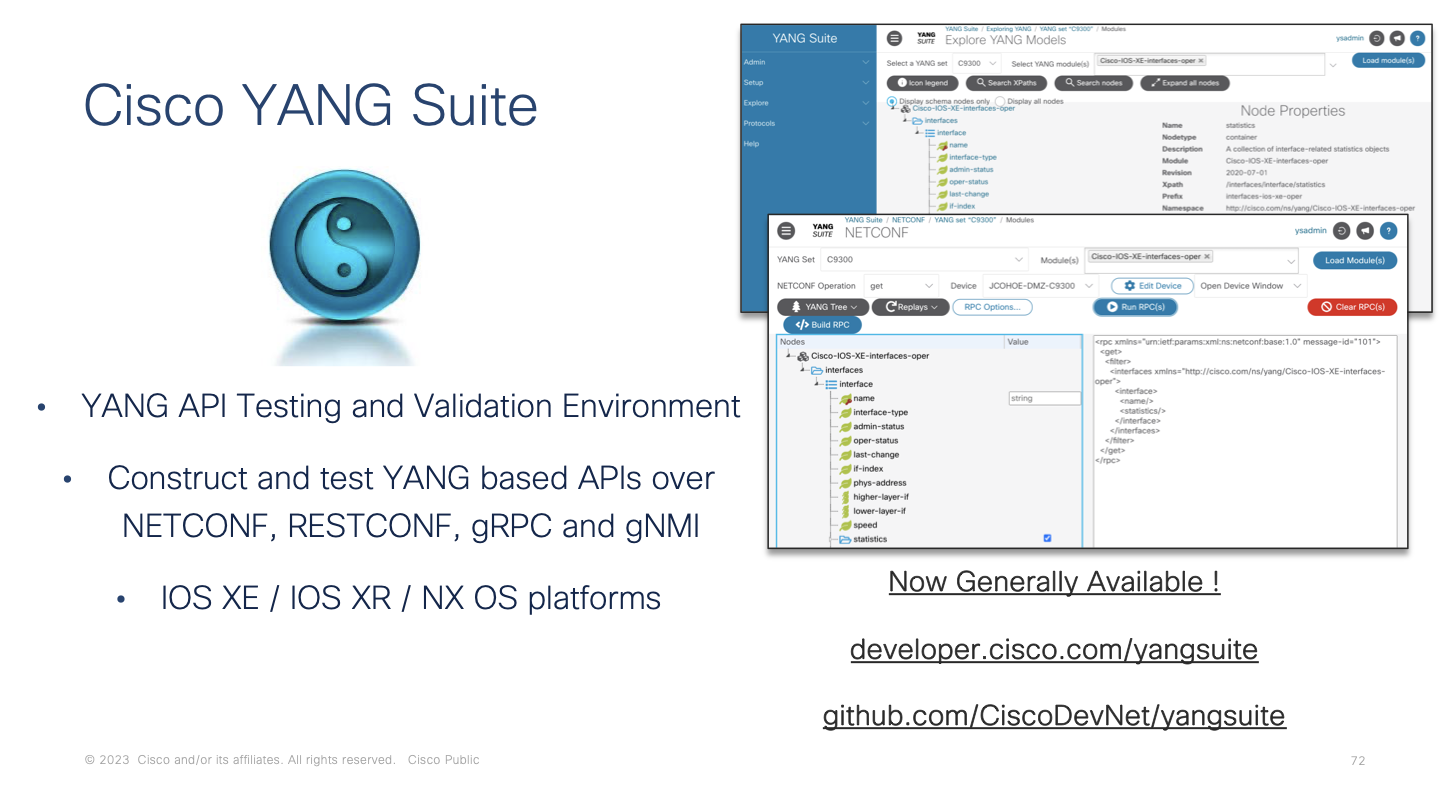 Cisco YANG Suite
• YANG API Testing and Validation Environment
• Construct and test YANG based APIs over
NETCONF, RESTCONF, gRPC and gNMI
• IOS XE / IOS XR / NX OS platforms
YANG Suite
Admin
Setup
Explore
Protocols
Help
YANG SUITE
YANG Suite / Exploring YANG / YANG set "C9300" / Modules
Explore YANG Models
ysadmin
Select a YANG set C9300 Select YANG module(s) Cisco-IOS-XE-interfaces-oper × Load module(s)
Icon legend Search XPaths Search nodes Expand all nodes
Display schema nodes only Display all nodes
Cisco-IOS-XE-interfaces-oper
interfaces
interface
name
interface-type
admin-status
oper-status
last-change
if-index
Node Properties
Name statistics
Nodetype container
Description A collection of interface-related statistics objects
Module Cisco-IOS-XE-interfaces-oper
Revision 2020-07-01
Xpath /interfaces/interface/statistics
Prefix interfaces-ios-xe-oper
Namespace http://cisco.com/ns/yang/Cisco-IOS-XE-interfaces-oper
YANG SUITE
YANG Suite / NETCONF / YANG set "C9300" / Modules
NETCONF
ysadmin
YANG Set C9300 Module(s) Cisco-IOS-XE-interfaces-oper × Load Module(s)
NETCONF Operation get Device JCOHOE-DMZ-C9300 Edit Device Open Device Window
YANG Tree Replays RPC Options... Run RPC(s) Clear RPC(s)
Build RPC
Nodes Value
Cisco-IOS-XE-interfaces-oper
interfaces
interface
name string
interface-type
admin-status
oper-status
last-change
if-index
phys-address
higher-layer-if
lower-layer-if
speed
statistics
<rpc xmlns="urn:ietf:params:xml:ns:netconf:base:1.0" message-id="101">
<get>
<filter>
<interfaces xmlns="http://cisco.com/ns/yang/Cisco-IOS-XE-interfaces-
oper">
<interface>
<name/>
<statistics/>
</interface>
</interfaces>
</filter>
</get>
</rpc>
Now Generally Available !
developer.cisco.com/yangsuite
github.com/CiscoDevNet/yangsuite
© 2023 Cisco and/or its affiliates. All rights reserved. Cisco Public
72